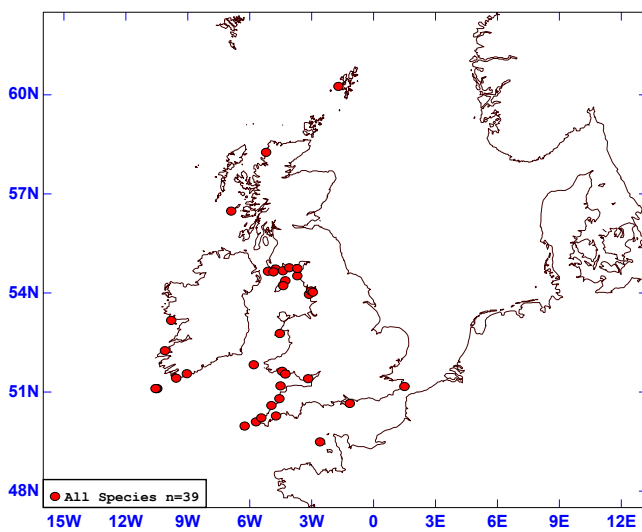 60N
57N
54N
51N
48N
All Species n=39
15W 12W 9W 6W 3W 0 3E 6E 9E 12E